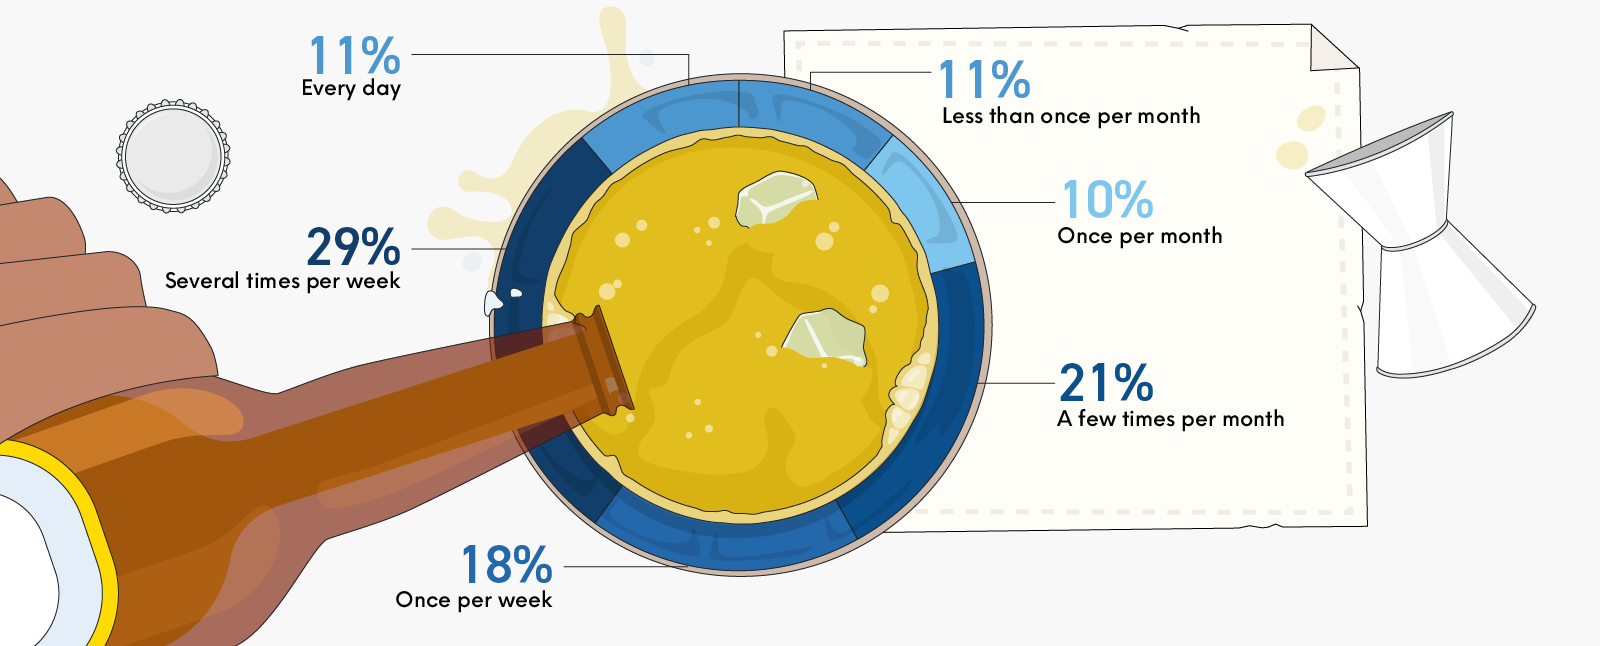 11%
Every day
11%
Less than once per month
10%
Once per month
29%
Several times per week
21%
A few times per month
18%
Once per week